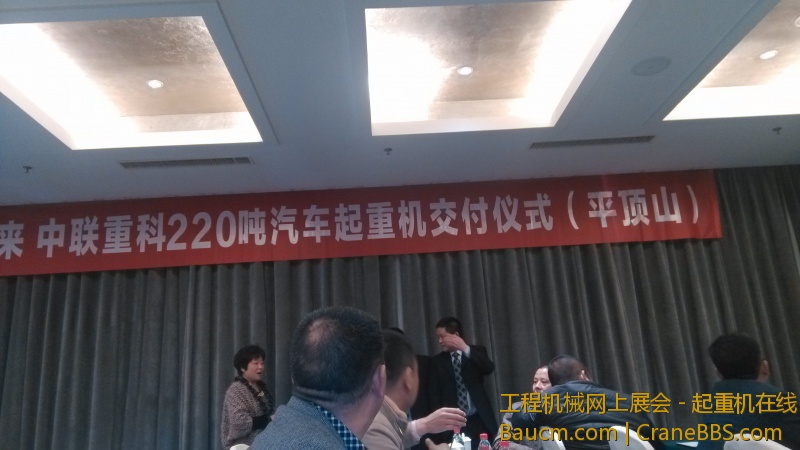 来 中联重科220吨汽车起重机交付仪式（平顶山）
工程机械网上展会 - 起重机在线
Baucm.com | CraneBBS.com